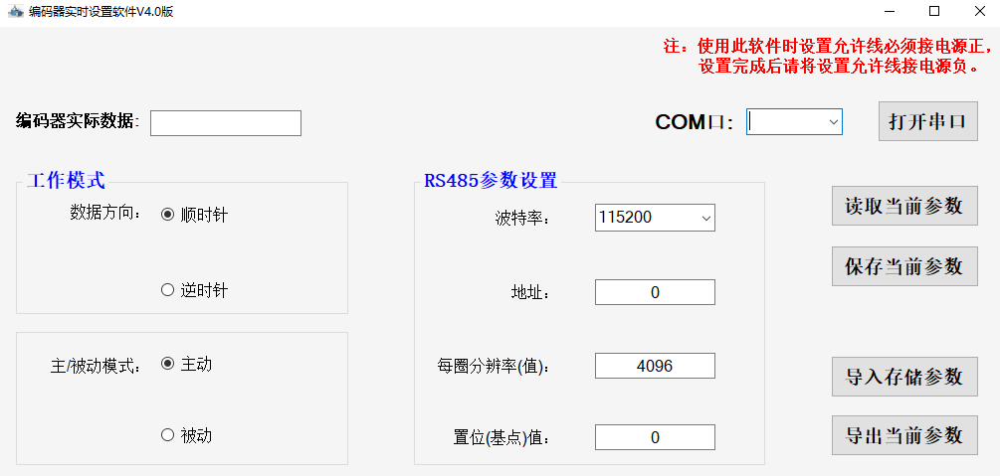 编码器实时设置软件V4.0版
注：使用此软件时设置允许线必须接电源正，
设置完成后请将设置允许线接电源负。
编码器实际数据:
COM口:
打开串口
工作模式
数据方向：
顺时针
逆时针
主/被动模式：
主动
被动
RS485参数设置
波特率：
115200
地址：
0
每圈分辨率(值)：
4096
置位(基点)值：
0
读取当前参数
保存当前参数
导入存储参数
导出当前参数